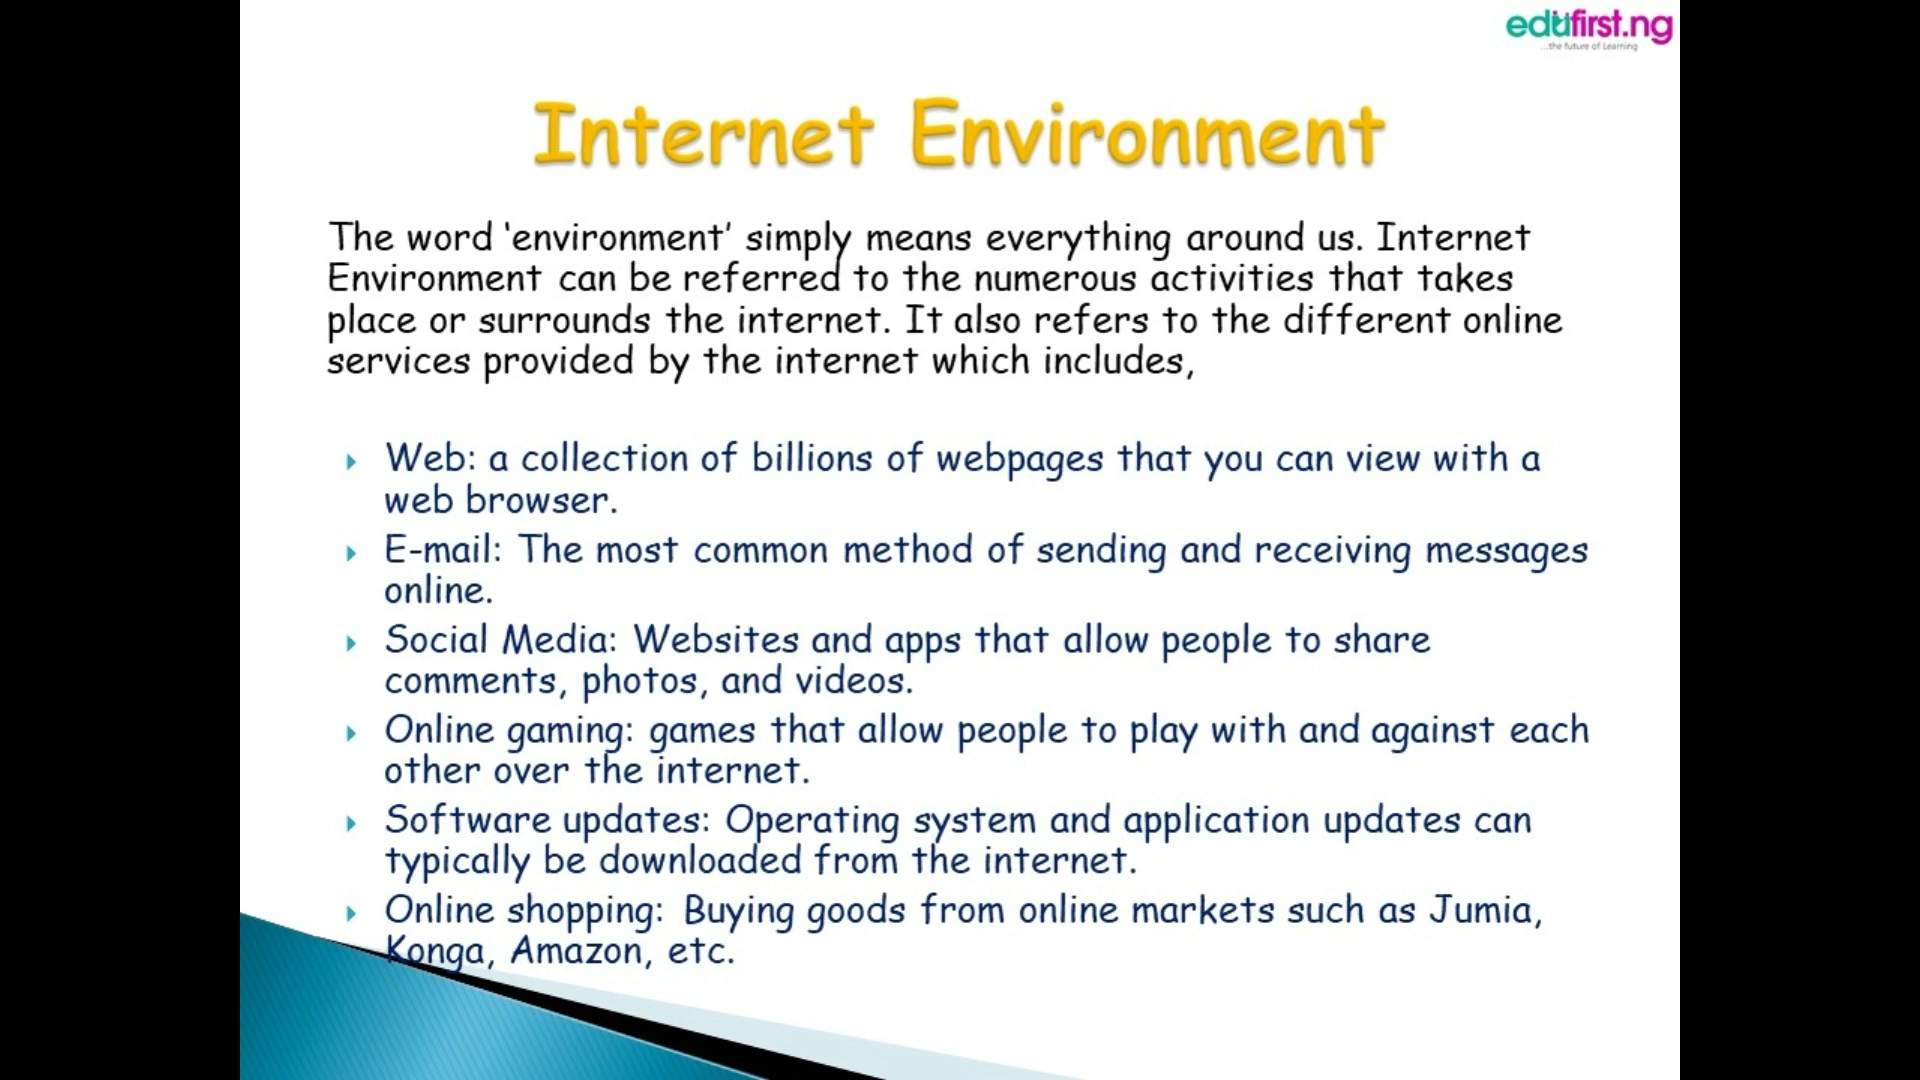 edufirst.ng
...the future of Learning
Internet Environment
The word ‘environment’ simply means everything around us. Internet
Environment can be referred to the numerous activities that takes
place or surrounds the internet. It also refers to the different online
services provided by the internet which includes,
Web: a collection of billions of webpages that you can view with a
web browser.
E-mail: The most common method of sending and receiving messages
online.
Social Media: Websites and apps that allow people to share
comments, photos, and videos.
Online gaming: games that allow people to play with and against each
other over the internet.
Software updates: Operating system and application updates can
typically be downloaded from the internet.
Online shopping: Buying goods from online markets such as Jumia,
Konga, Amazon, etc.